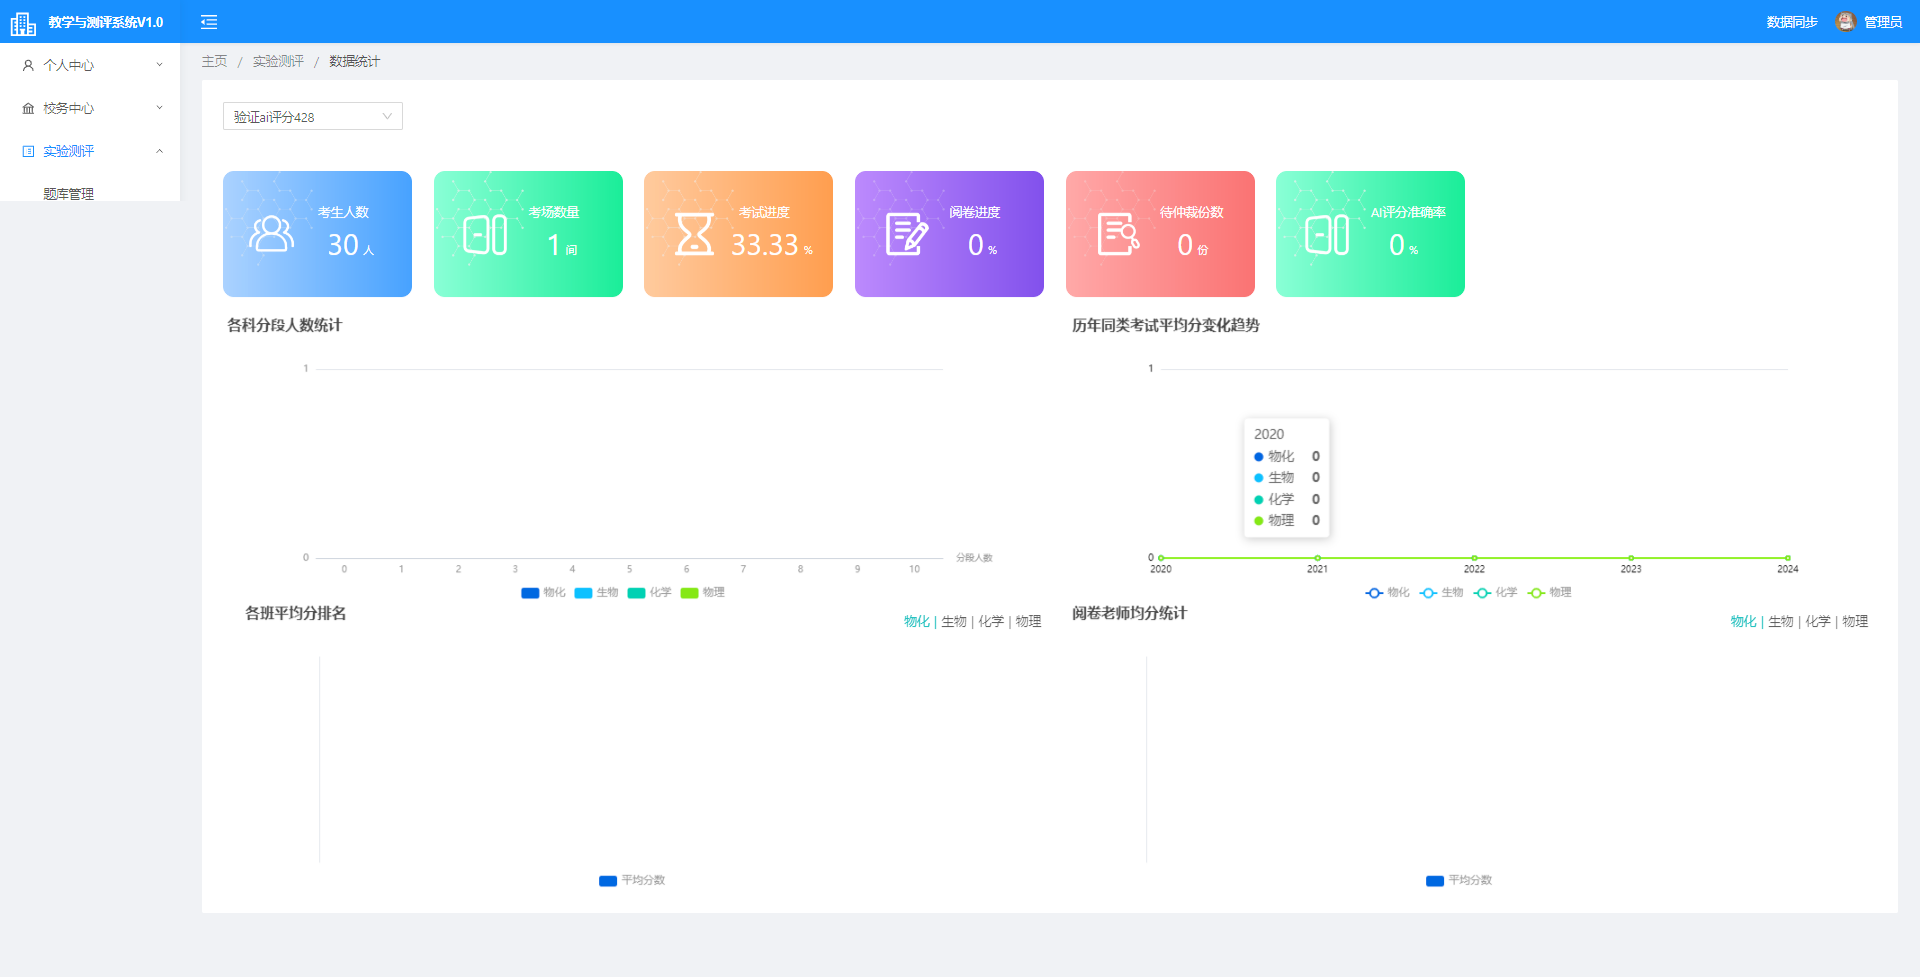 教学与测评系统V1.0
数据同步 管理员
个人中心
校务中心
实验测评
题库管理
主页 / 实验测评 / 数据统计
验证ai评分428
考生人数
30 人
考场数量
1 间
考试进度
33.33 %
阅卷进度
0 %
待仲裁份数
0 份
AI评分准确率
0 %
各科分段人数统计
1
0
0 1 2 3 4 5 6 7 8 9 10
分段人数
物化 生物 化学 物理
历年同类考试平均分变化趋势
1
2020
物化 0
生物 0
化学 0
物理 0
0
2020 2021 2022 2023 2024
物化 生物 化学 物理
各班平均分排名
物化 | 生物 | 化学 | 物理
平均分数
阅卷老师均分统计
物化 | 生物 | 化学 | 物理
平均分数